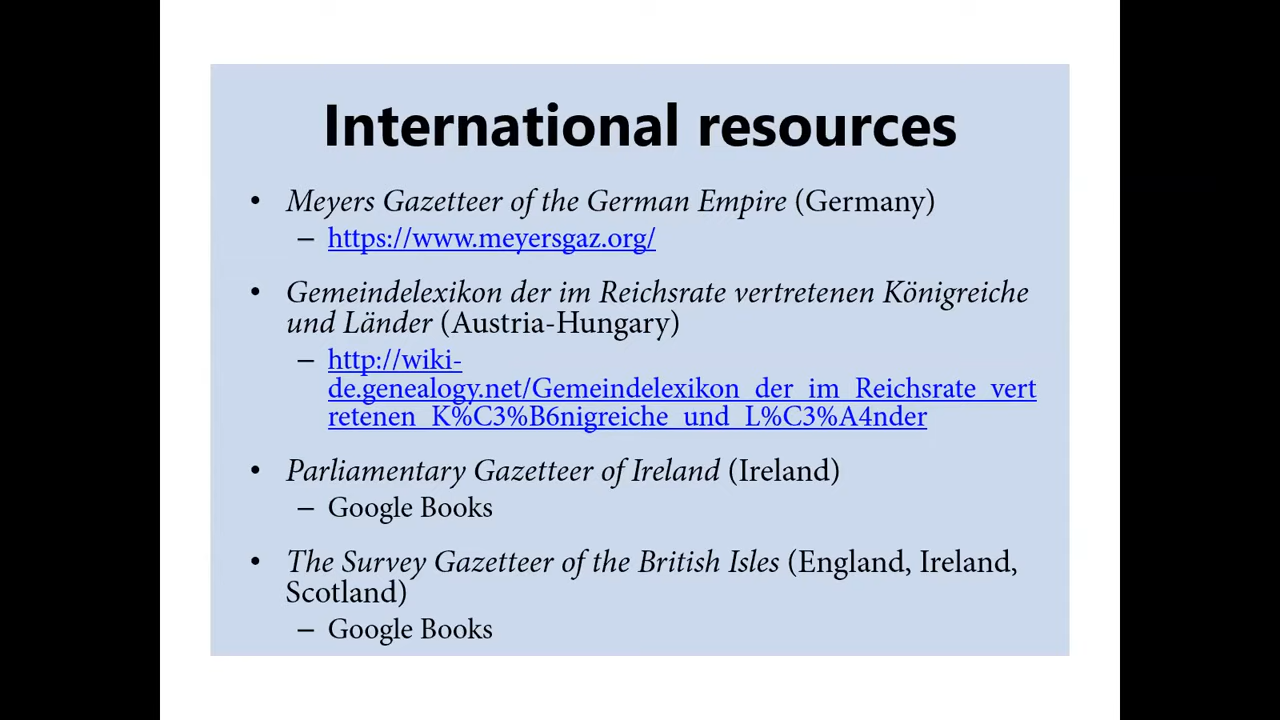 International resources
• Meyers Gazetteer of the German Empire (Germany)
– https://www.meyersgaz.org/
• Gemeindelexikon der im Reichsrate vertretenen Königreiche
und Länder (Austria-Hungary)
– http://wiki-
de.genealogy.net/Gemeindelexikon_der_im_Reichsrate_vert
retenen_K%C3%B6nigreiche_und_L%C3%A4nder
• Parliamentary Gazetteer of Ireland (Ireland)
– Google Books
• The Survey Gazetteer of the British Isles (England, Ireland,
Scotland)
– Google Books